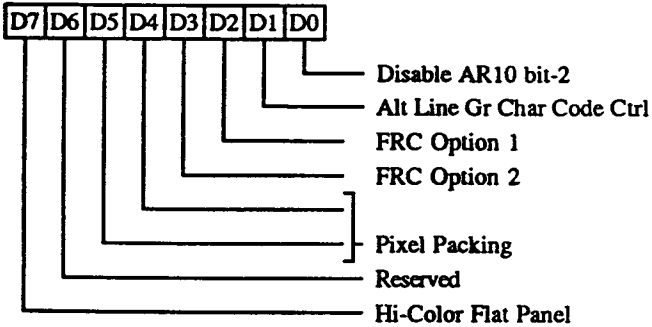 D7 D6 D5 D4 D3 D2 D1 D0
Disable AR10 bit-2
Alt Line Gr Char Code Ctrl
FRC Option 1
FRC Option 2
Pixel Packing
Reserved
Hi-Color Flat Panel